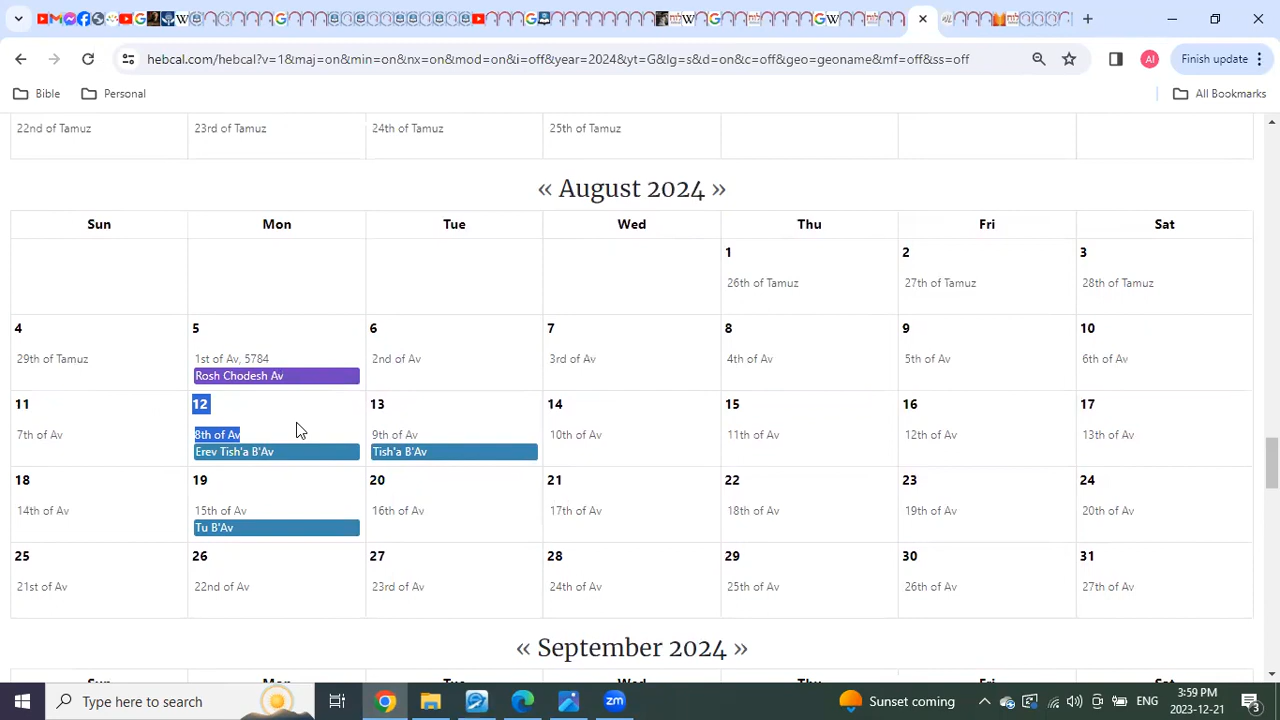 hebcal.com/hebcal?v=1&maj=on&min=on&nx=on&mod=on&i=off&year=2024&yt=G&lg=s&d=on&c=off&geo=geoname&mf=off&ss=off
AI
Finish update
Bible
Personal
All Bookmarks
22nd of Tamuz
23rd of Tamuz
24th of Tamuz
25th of Tamuz
« August 2024 »
Sun Mon Tue Wed Thu Fri Sat
1 2 3
26th of Tamuz 27th of Tamuz 28th of Tamuz
4 5 6 7 8 9 10
29th of Tamuz 1st of Av, 5784 2nd of Av 3rd of Av 4th of Av 5th of Av 6th of Av
Rosh Chodesh Av
11 12 13 14 15 16 17
7th of Av 8th of Av 9th of Av 10th of Av 11th of Av 12th of Av 13th of Av
Erev Tish'a B'Av Tish'a B'Av
18 19 20 21 22 23 24
14th of Av 15th of Av 16th of Av 17th of Av 18th of Av 19th of Av 20th of Av
Tu B'Av
25 26 27 28 29 30 31
21st of Av 22nd of Av 23rd of Av 24th of Av 25th of Av 26th of Av 27th of Av
« September 2024 »
Sun Mon Tue Wed Thu Fri Sat
Type here to search
zm
Sunset coming
ENG
3:59 PM
2023-12-21
3